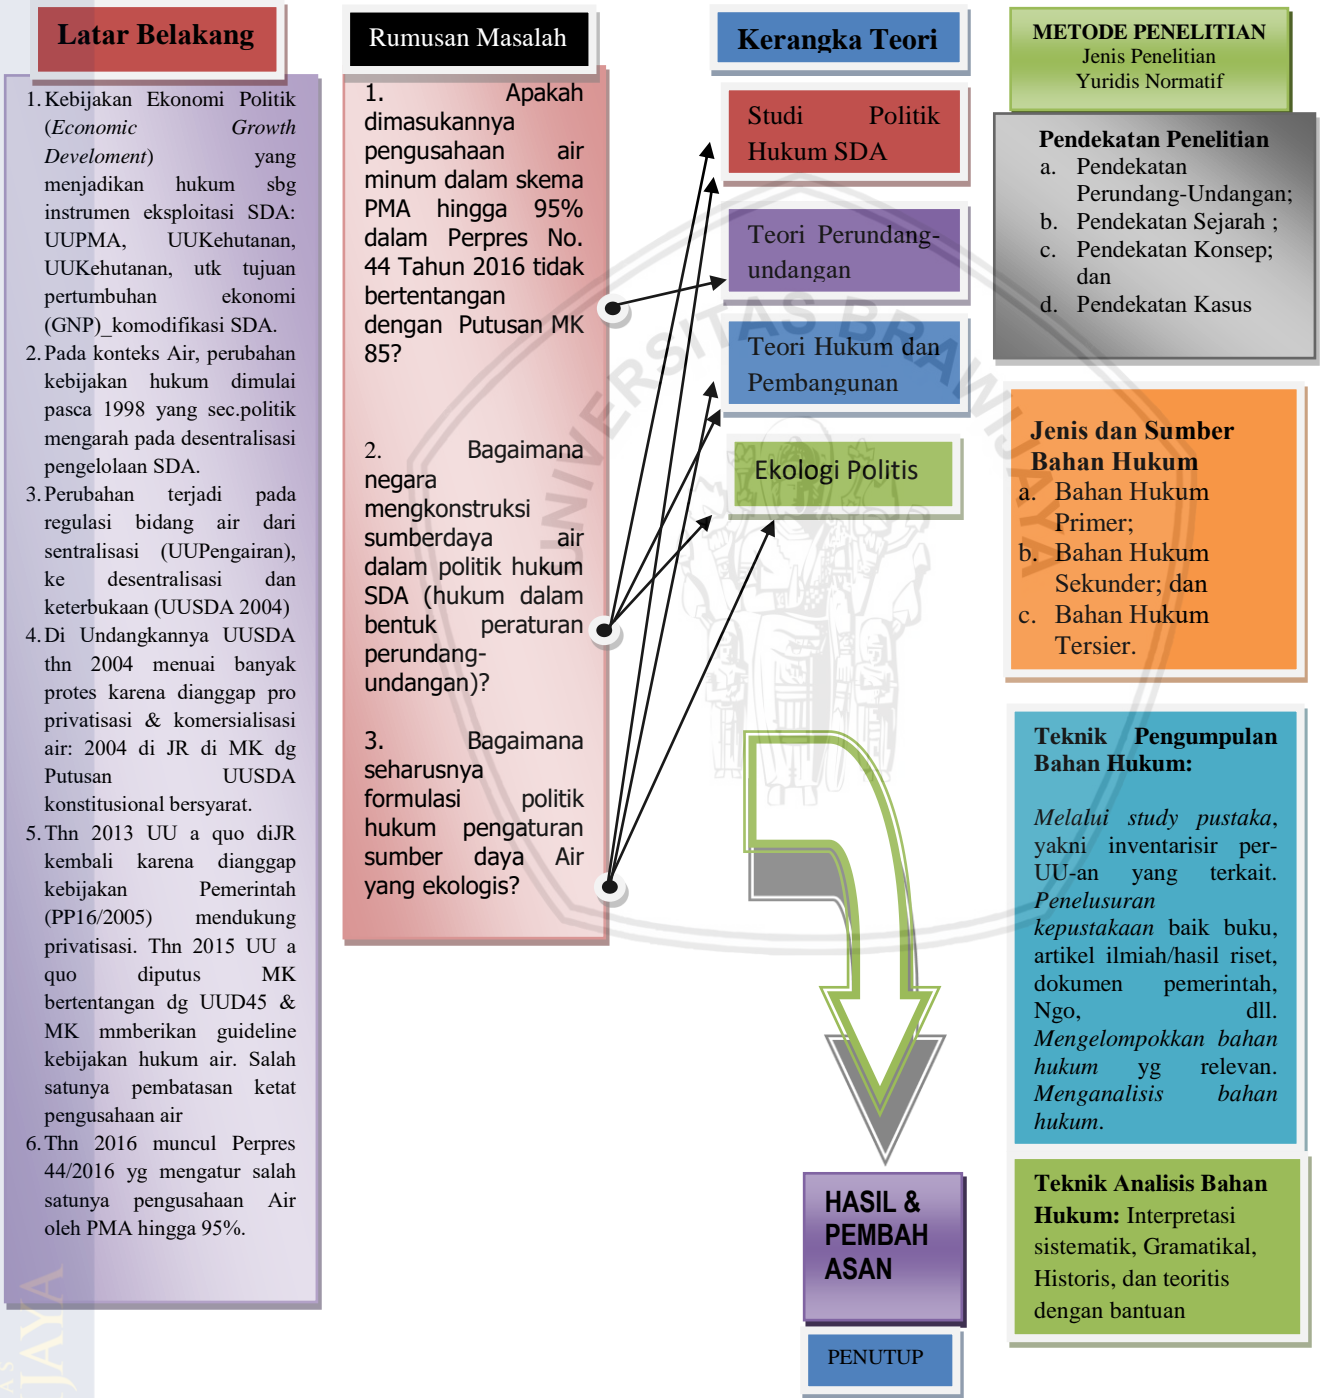 Latar Belakang
1. Kebijakan Ekonomi Politik
(Economic Growth
Develoment) yang
menjadikan hukum sbg
instrumen eksploitasi SDA:
UUPMA, UUKehutanan,
UUKehutanan, utk tujuan
pertumbuhan ekonomi
(GNP)_komodifikasi SDA.
2. Pada konteks Air, perubahan
kebijakan hukum dimulai
pasca 1998 yang sec.politik
mengarah pada desentralisasi
pengelolaan SDA.
3. Perubahan terjadi pada
regulasi bidang air dari
sentralisasi (UUPengairan),
ke desentralisasi dan
keterbukaan (UUSDA 2004)
4. Di Undangkannya UUSDA
thn 2004 menuai banyak
protes karena dianggap pro
privatisasi & komersialisasi
air: 2004 di JR di MK dg
Putusan UUSDA
konstitusional bersyarat.
5. Thn 2013 UU a quo diJR
kembali karena dianggap
kebijakan Pemerintah
(PP16/2005) mendukung
privatisasi. Thn 2015 UU a
quo diputus MK
bertentangan dg UUD45 &
MK mmberikan guideline
kebijakan hukum air. Salah
satunya pembatasan ketat
pengusahaan air
6. Thn 2016 muncul Perpres
44/2016 yg mengatur salah
satunya pengusahaan Air
oleh PMA hingga 95%.
Rumusan Masalah
1. Apakah
dimasukannya
pengusahaan air
minum dalam skema
PMA hingga 95%
dalam Perpres No.
44 Tahun 2016 tidak
bertentangan
dengan Putusan MK
85?
2. Bagaimana
negara
mengkonstruksi
sumberdaya air
dalam politik hukum
SDA (hukum dalam
bentuk peraturan
perundang-
undangan)?
3. Bagaimana
seharusnya
formulasi politik
hukum pengaturan
sumber daya Air
yang ekologis?
Kerangka Teori
Studi Politik
Hukum SDA
Teori Perundang-
undangan
Teori Hukum dan
Pembangunan
Ekologi Politis
HASIL &
PEMBAH
ASAN
PENUTUP
METODE PENELITIAN
Jenis Penelitian
Yuridis Normatif
Pendekatan Penelitian
a. Pendekatan
Perundang-Undangan;
b. Pendekatan Sejarah ;
c. Pendekatan Konsep;
dan
d. Pendekatan Kasus
Jenis dan Sumber
Bahan Hukum
a. Bahan Hukum
Primer;
b. Bahan Hukum
Sekunder; dan
c. Bahan Hukum
Tersier.
Teknik Pengumpulan
Bahan Hukum:
Melalui study pustaka,
yakni inventarisir per-
UU-an yang terkait.
Penelusuran
kepustakaan baik buku,
artikel ilmiah/hasil riset,
dokumen pemerintah,
Ngo, dll.
Mengelompokkan bahan
hukum yg relevan.
Menganalisis bahan
hukum.
Teknik Analisis Bahan
Hukum: Interpretasi
sistematik, Gramatikal,
Historis, dan teoritis
dengan bantuan
UNIVERSITAS BRAWIJAYA